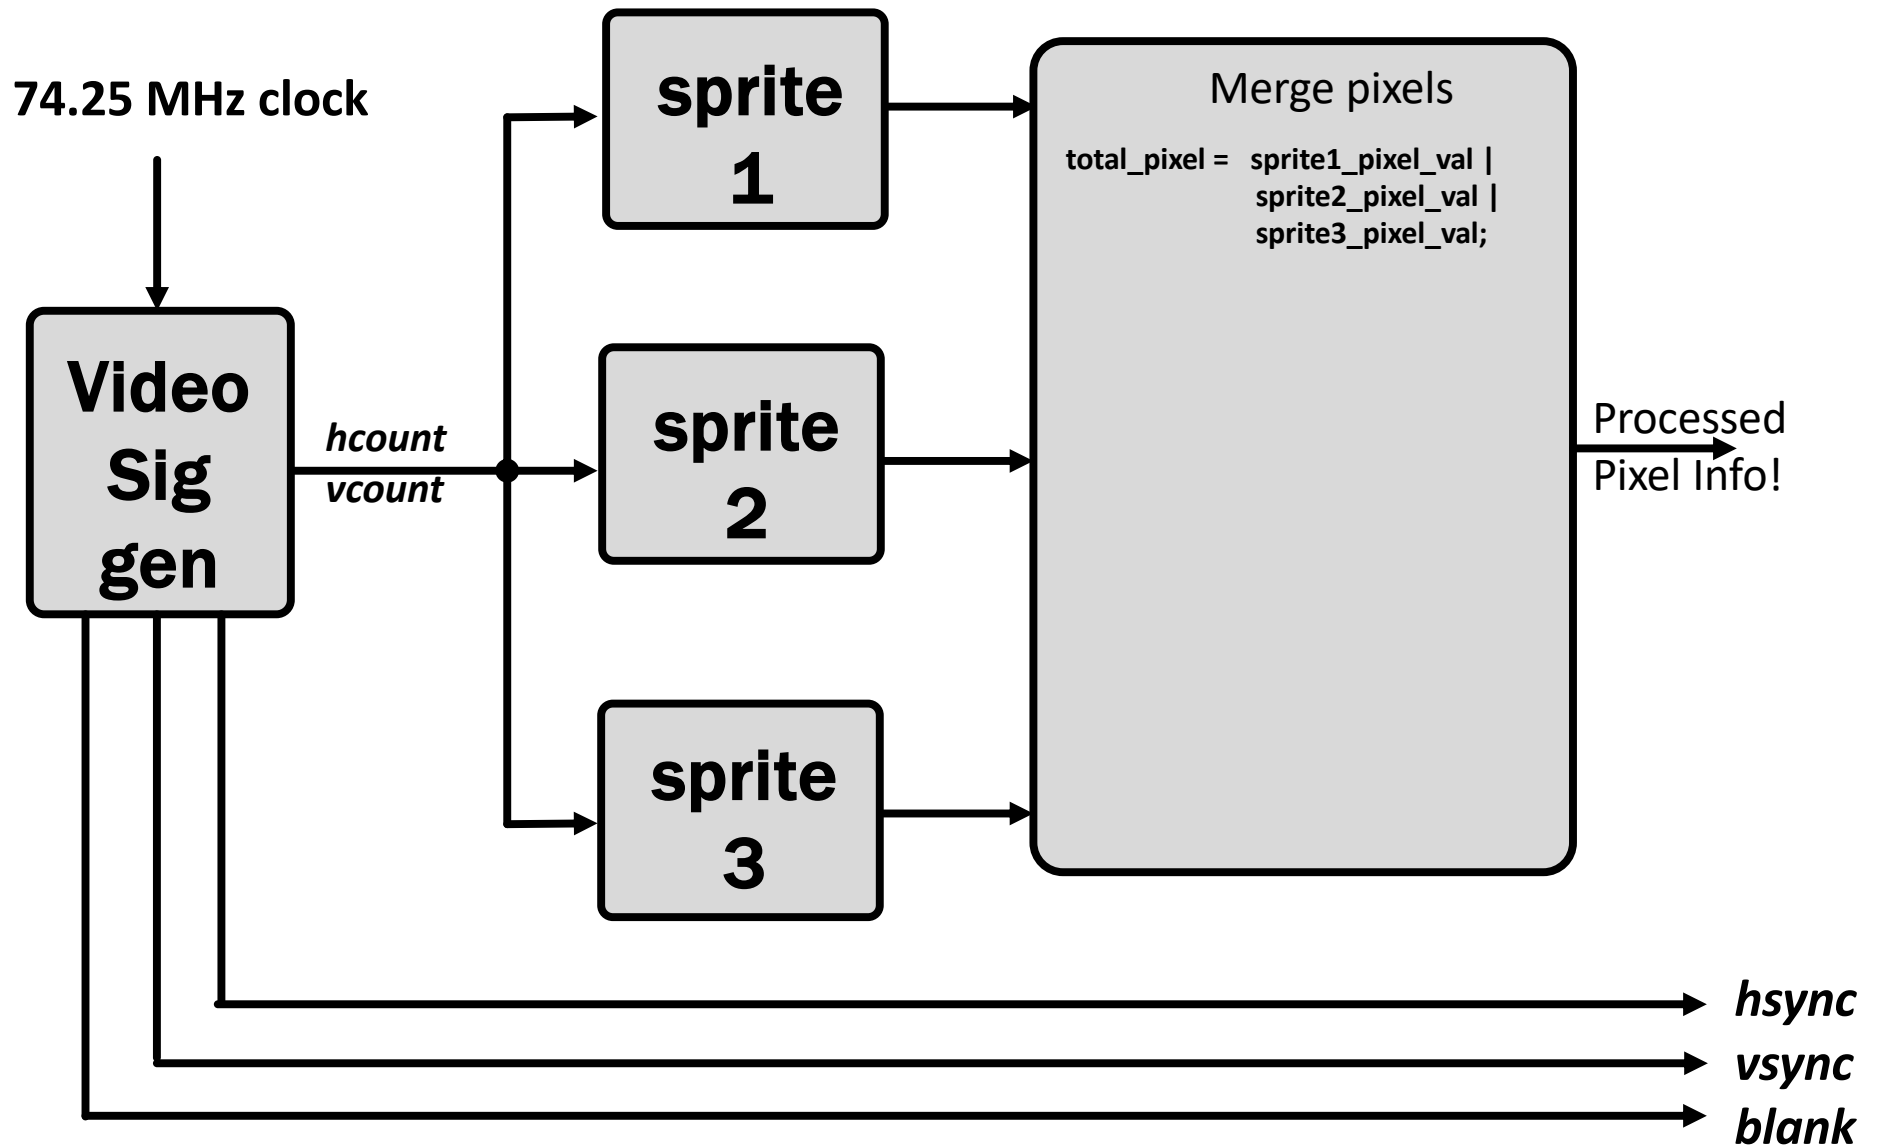 74.25 MHz clock
Video
Sig
gen
hcount
vcount
sprite
1
sprite
2
sprite
3
Merge pixels
total_pixel = sprite1_pixel_val |
sprite2_pixel_val |
sprite3_pixel_val;
Processed
Pixel Info!
hsync
vsync
blank